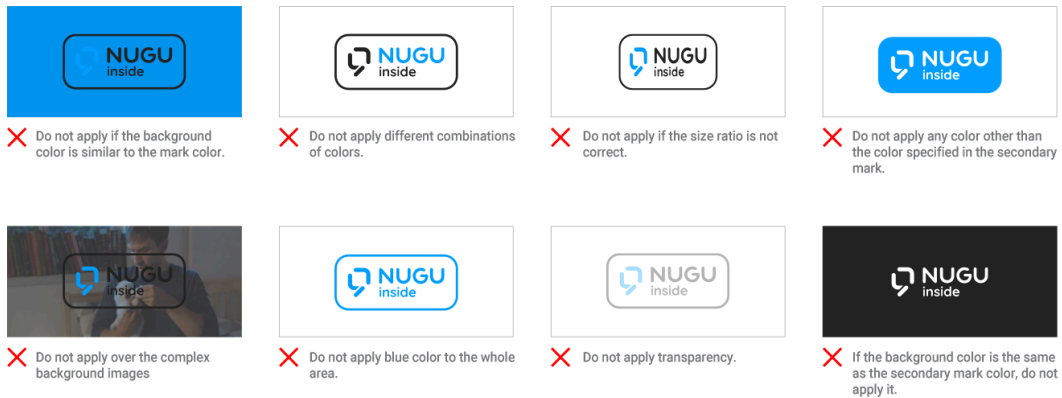 NUGU
inside
Do not apply if the background
color is similar to the mark color.
NUGU
inside
Do not apply different combinations
of colors.
NUGU
inside
Do not apply if the size ratio is not
correct.
NUGU
inside
Do not apply any color other than
the color specified in the secondary
mark.
NUGU
inside
Do not apply over the complex
background images
NUGU
inside
Do not apply blue color to the whole
area.
NUGU
inside
Do not apply transparency.
NUGU
inside
If the background color is the same
as the secondary mark color, do not
apply it.